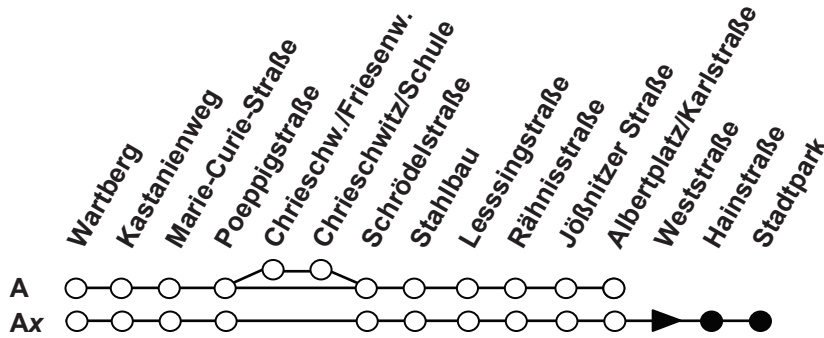 Wartberg
Kastanienweg
Marie-Curie-Straße
Poeppigstraße
Chrieschw./Friesenw.
Chrieschwitz/Schule
Schrödelstraße
Stahlbau
Lesssingstraße
Rähnisstraße
Jößnitzer Straße
Albertplatz/Karlstraße
Weststraße
Hainstraße
Stadtpark
A
Ax